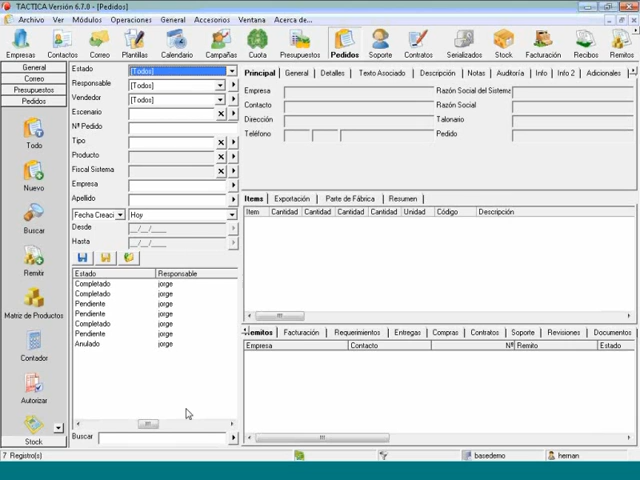 TACTICA Versión 6.7.0 - [Pedidos]
Archivo Ver Módulos Operaciones General Accesorios Ventana Acerca de...
Empresas Contactos Correo Plantillas Calendario Campañas Cuota Presupuestos Pedidos Soporte Contratos Serializados Stock Facturación Recibos Remitos
General
Correo
Presupuestos
Pedidos
Todo
Nuevo
Buscar
Remitir
Matriz de Productos
Contador
Autorizar
Stock
Estado [Todos]
Responsable [Todos]
Vendedor [Todos]
Escenario
Nº Pedido
Tipo
Producto
Fiscal Sistema
Empresa
Apellido
Fecha Creaci Hoy
Desde __/__/____
Hasta __/__/____
Estado Responsable
Completado jorge
Completado jorge
Pendiente jorge
Pendiente jorge
Completado jorge
Pendiente jorge
Anulado jorge
Buscar
Principal General Detalles Texto Asociado Descripción Notas Auditoría Info Info 2 Adicionales
Empresa Razón Social del Sistema
Contacto Razón Social
Dirección Talonario
Teléfono Pedido
Items Exportación Parte de Fábrica Resumen
Item Cantidad Cantidad Cantidad Cantidad Unidad Código Descripción
Remitos Facturación Requerimientos Entregas Compras Contratos Soporte Revisiones Documentos
Empresa Contacto Nº Remito Estado
7 Registro(s) basedemo hernan